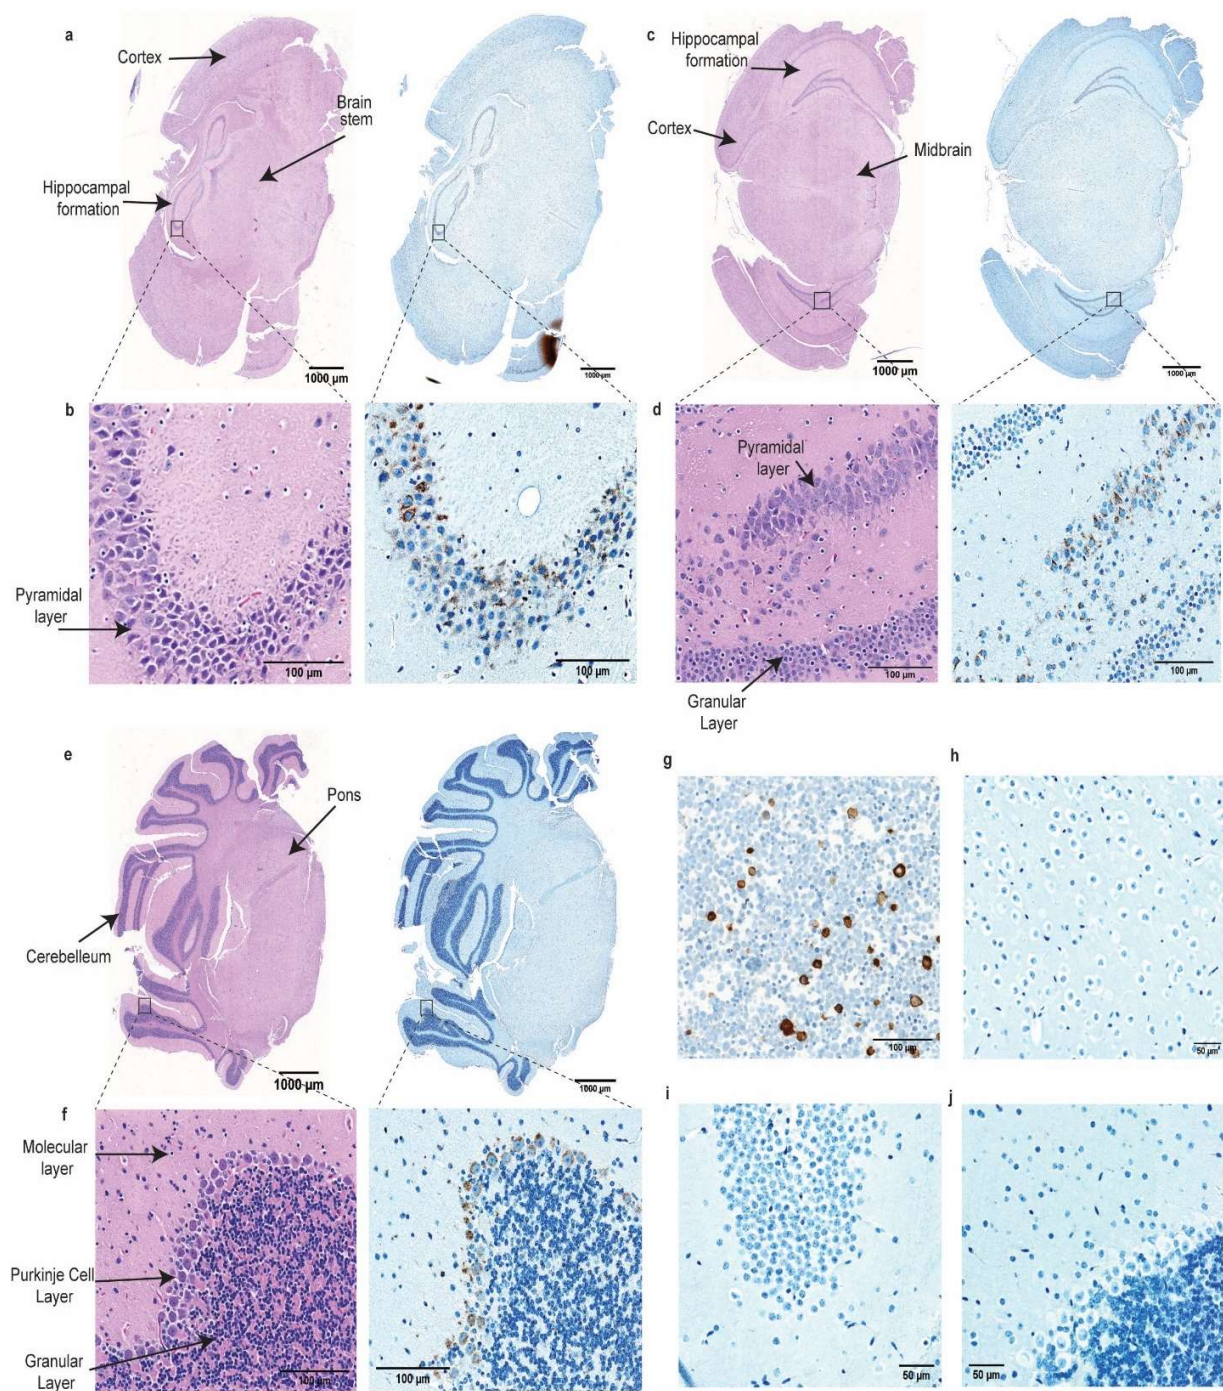 a
c
Cortex
Brain
stem
Hippocampal
formation
1000 µm
1000 µm
Hippocampal
formation
Cortex
Midbrain
1000 µm
1000 µm
b
Pyramidal
layer
100 µm
100 µm
d
Pyramidal
layer
Granular
Layer
100 µm
100 µm
e
Pons
Cerebelleum
1000 µm
1000 µm
g
100 µm
h
50 µm
f
Molecular
layer
Purkinje Cell
Layer
Granular
Layer
100 µm
100 µm
i
50 µm
j
50 µm